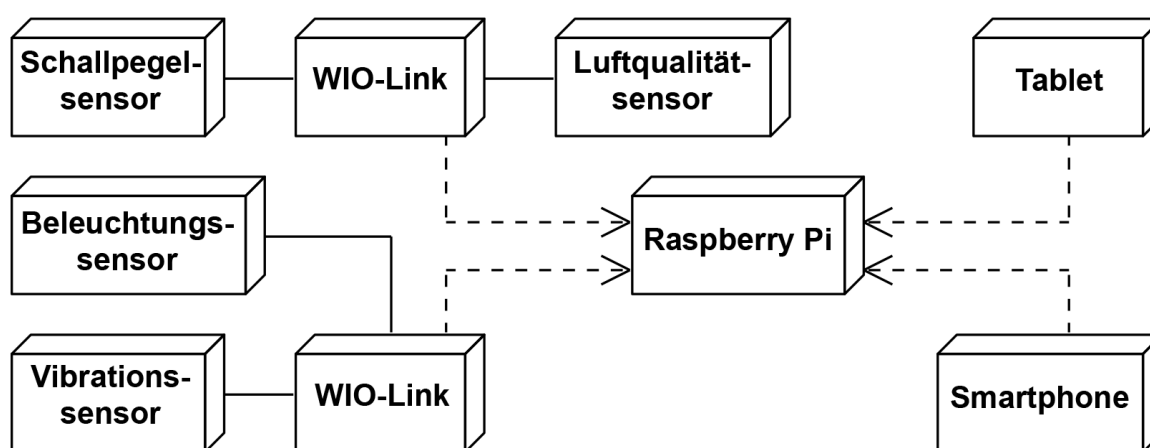 Schallpegel-
sensor
WIO-Link
Luftqualität-
sensor
Tablet
Beleuchtungs-
sensor
Raspberry Pi
Vibrations-
sensor
WIO-Link
Smartphone